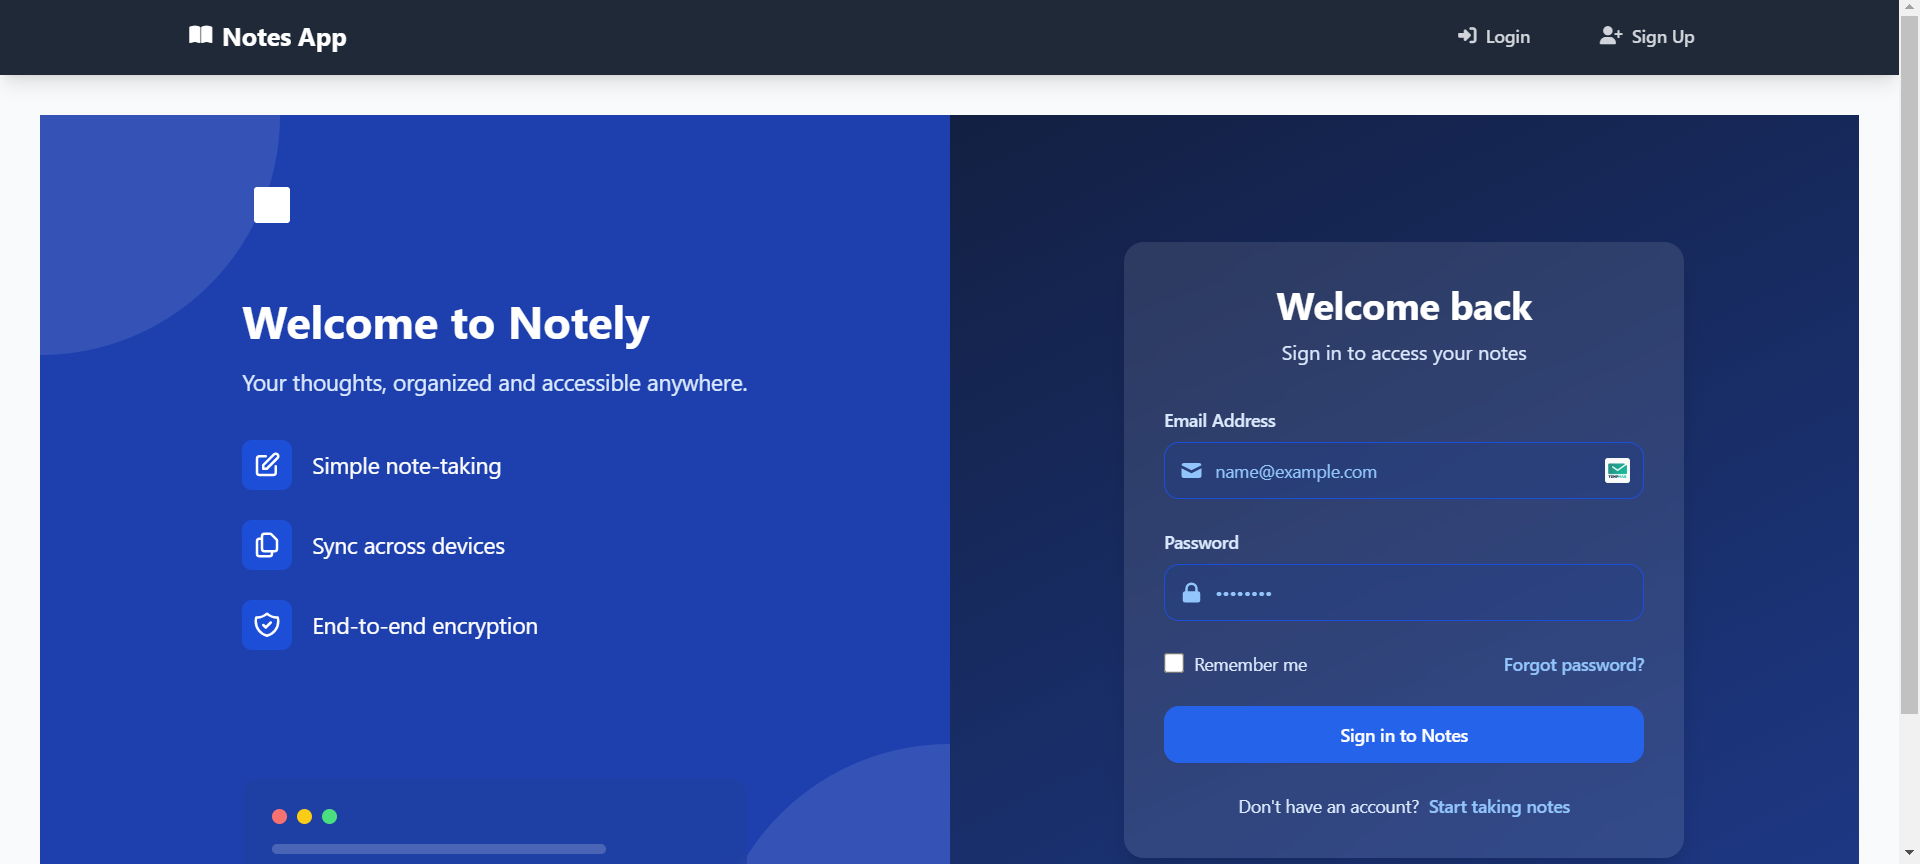 Notes App
Login
Sign Up
Welcome to Notely
Your thoughts, organized and accessible anywhere.
Simple note-taking
Sync across devices
End-to-end encryption
Welcome back
Sign in to access your notes
Email Address
name@example.com
Password
••••••••
Remember me
Forgot password?
Sign in to Notes
Don't have an account? Start taking notes